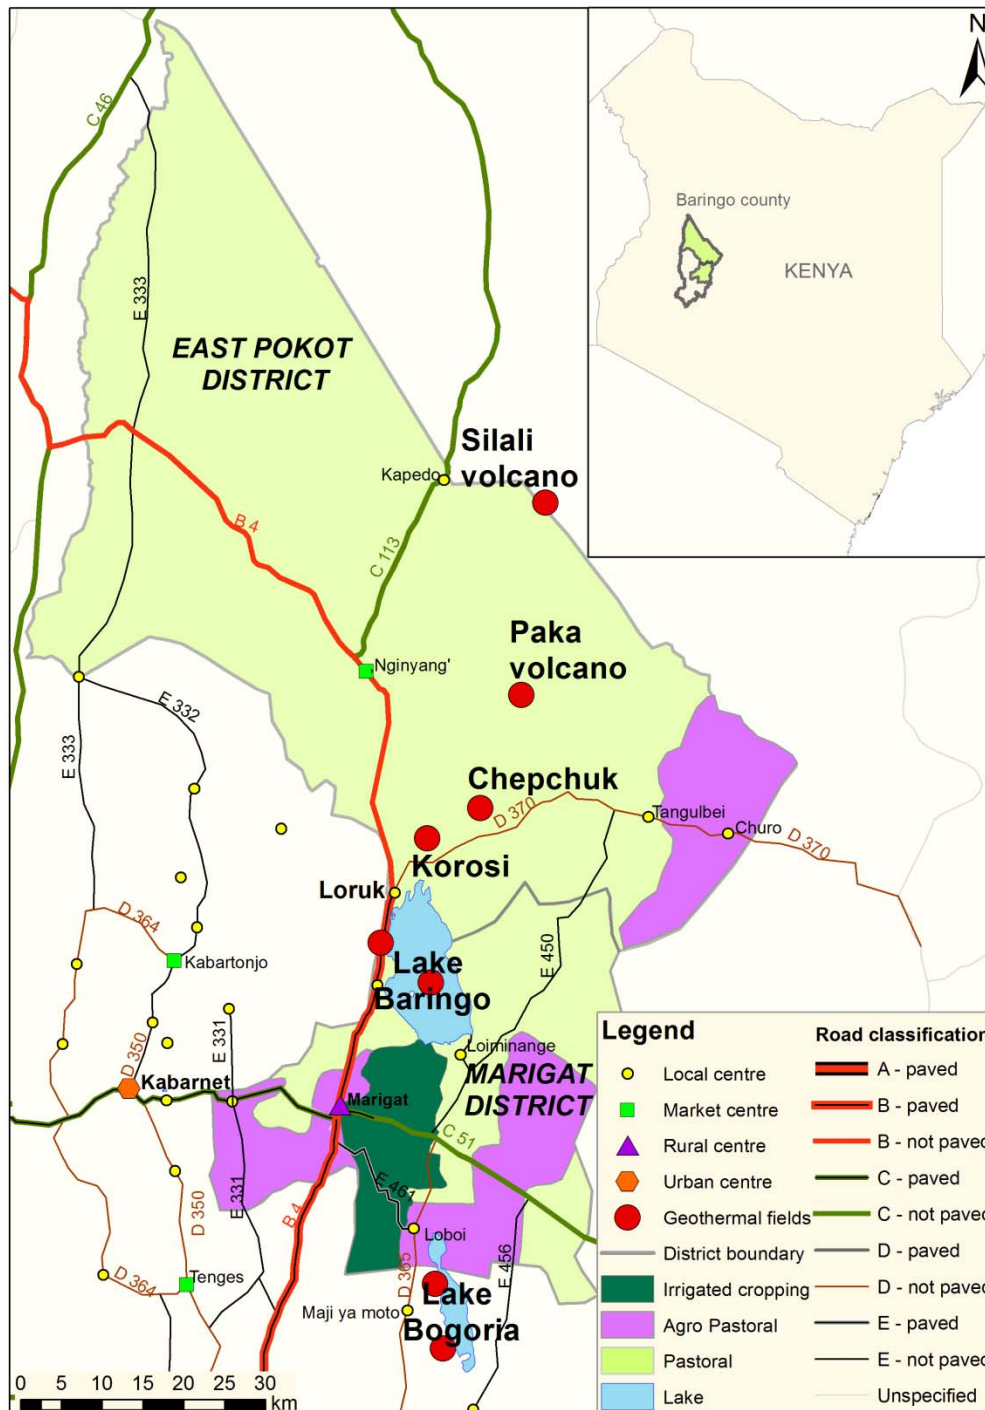 N
Baringo county
KENYA
C 46
E 333
EAST POKOT
DISTRICT
Silali
volcano
Kapedo
B 4
C 113
Paka
volcano
Nginyang'
E 332
E 333
Chepchuk
D 370
Tangulbei
Churo
D 370
Korosi
Loruk
D 364
Kabartonjo
E 450
Lake
Baringo
E 331
D 350
Loiminange
MARIGAT
DISTRICT
Kabarnet
Marigat
C 51
E 461
E 331
D 350
B 4
Loboi
E 456
D 365
D 364
Tenges
Maji ya moto
Lake
Bogoria
0 5 10 15 20 30
km
Legend
Local centre
Market centre
Rural centre
Urban centre
Geothermal fields
District boundary
Irrigated cropping
Agro Pastoral
Pastoral
Lake
Road classification
A - paved
B - paved
B - not paved
C - paved
C - not paved
D - paved
D - not paved
E - paved
E - not paved
Unspecified